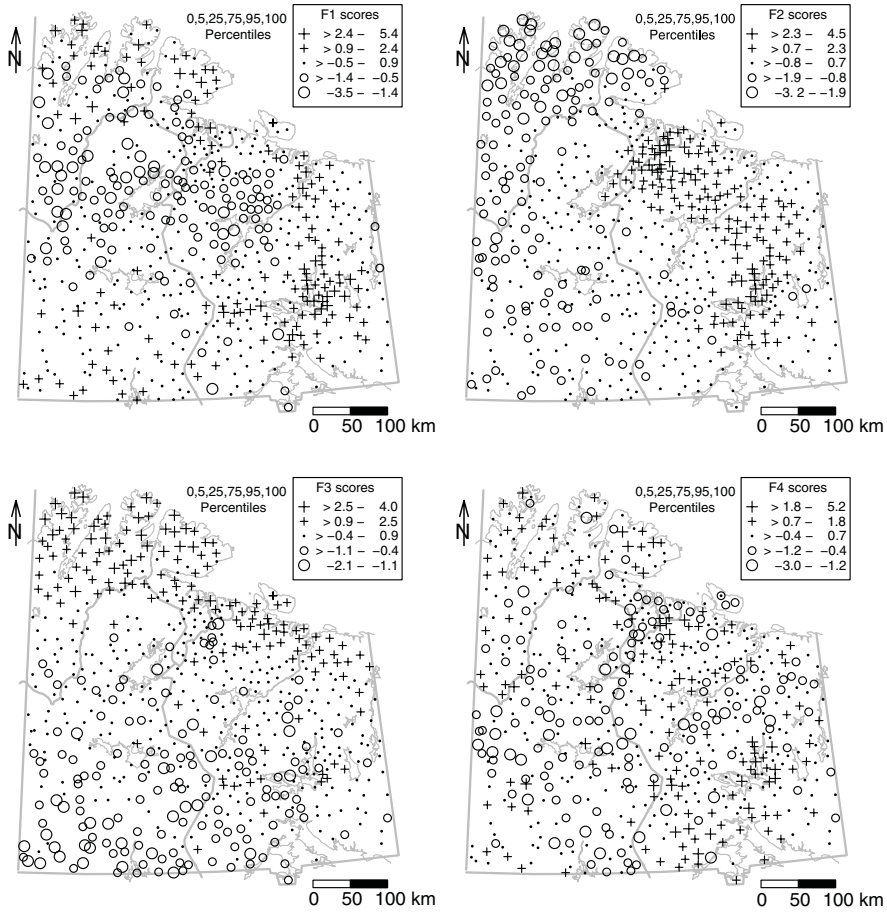 0,5,25,75,95,100
Percentiles
F1 scores
> 2.4 – 5.4
> 0.9 – 2.4
> −0.5 – 0.9
> −1.4 – −0.5
−3.5 – −1.4
N
0 50 100 km
0,5,25,75,95,100
Percentiles
F2 scores
> 2.3 – 4.5
> 0.7 – 2.3
> −0.8 – 0.7
> −1.9 – −0.8
−3. 2 – −1.9
N
0 50 100 km
0,5,25,75,95,100
Percentiles
F3 scores
> 2.5 – 4.0
> 0.9 – 2.5
> −0.4 – 0.9
> −1.1 – −0.4
−2.1 – −1.1
N
0 50 100 km
0,5,25,75,95,100
Percentiles
F4 scores
> 1.8 – 5.2
> 0.7 – 1.8
> −0.4 – 0.7
> −1.2 – −0.4
−3.0 – −1.2
N
0 50 100 km